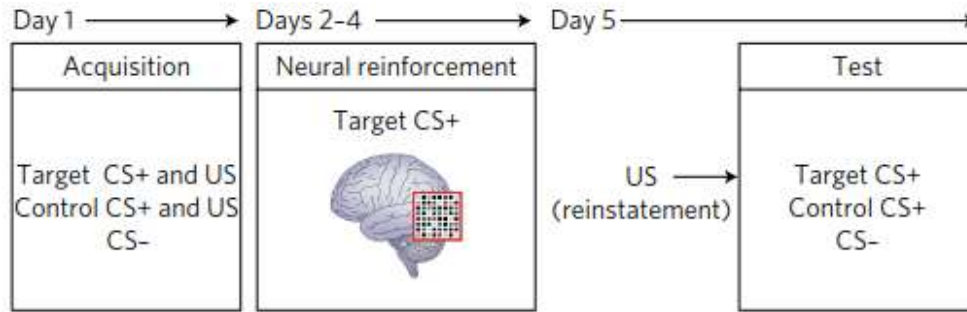 Day 1
Days 2–4
Day 5
Acquisition
Neural reinforcement
Test
Target CS+ and US
Control CS+ and US
CS–
Target CS+
US
(reinstatement)
Target CS+
Control CS+
CS–